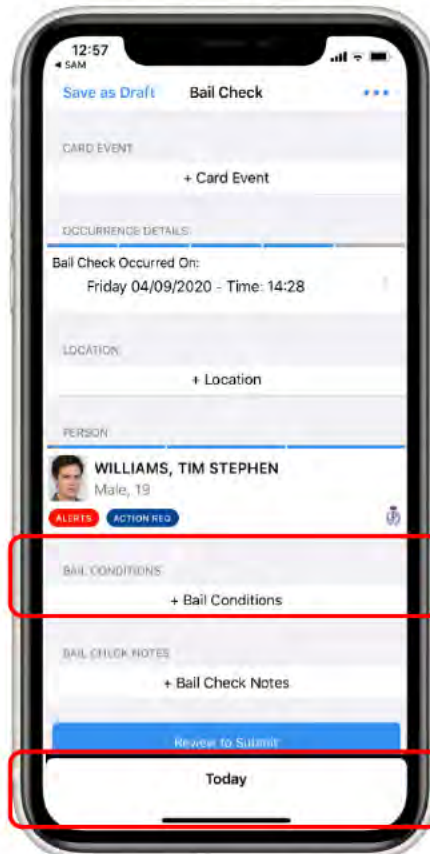 12:57
SAM
Save as Draft Bail Check
CARD EVENT
+ Card Event
OCCURRENCE DETAILS
Bail Check Occurred On:
Friday 04/09/2020 - Time: 14:28
LOCATION
+ Location
PERSON
WILLIAMS, TIM STEPHEN
Male, 19
ALERTS ACTION REQ
BAIL CONDITIONS
+ Bail Conditions
BAIL CHECK NOTES
+ Bail Check Notes
Review to Submit
Today